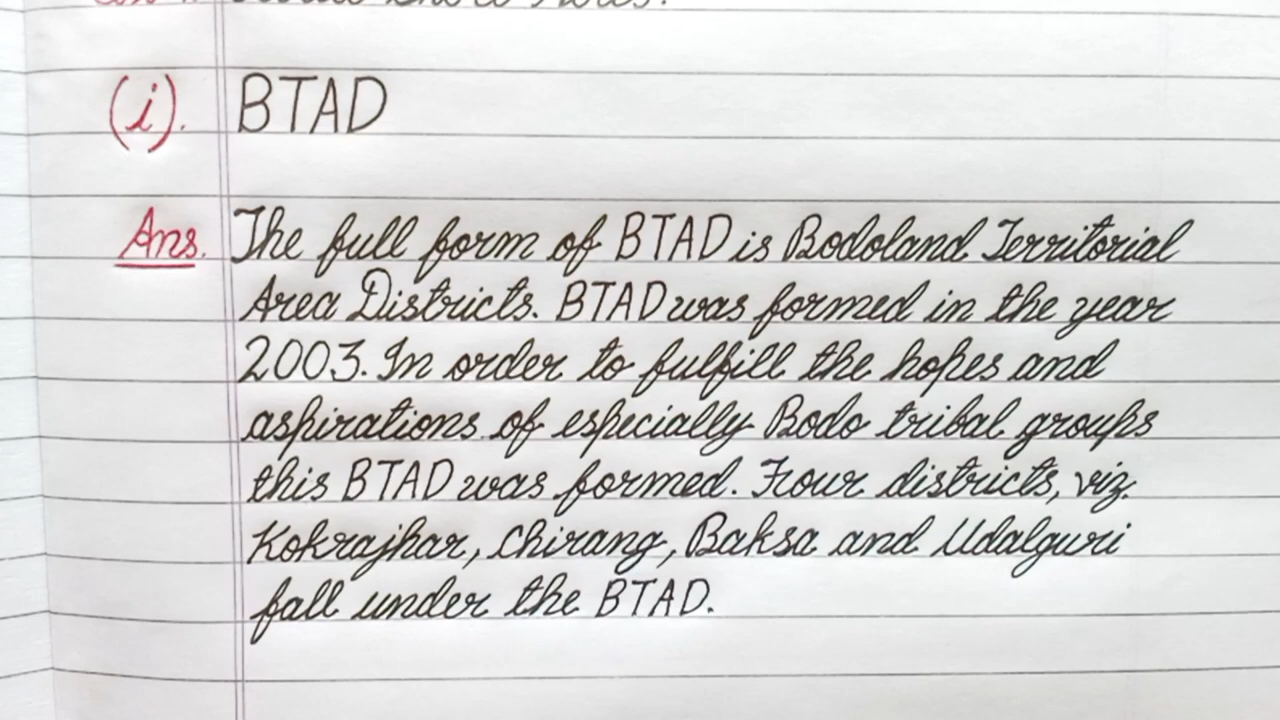 short Notes.
(i). BTAD
Ans. The full form of BTAD is Bodoland Territorial
Area Districts. BTAD was formed in the year
2003. In order to fulfill the hopes and
aspirations of especially Bodo tribal groups
this BTAD was formed. Four districts, viz.
Kokrajhar, Chirang, Baksa and Udalguri
fall under the BTAD.